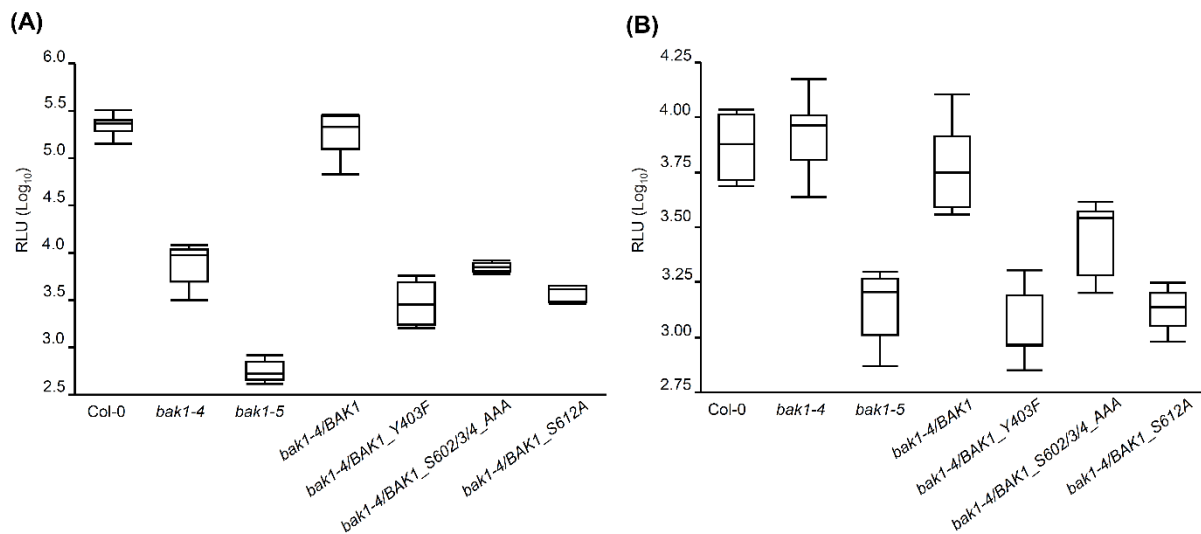 (A)
6.0
5.5
5.0
4.5
4.0
3.5
3.0
2.5
RLU (Log10)
Col-0
bak1-4
bak1-5
bak1-4/BAK1
bak1-4/BAK1_Y403F
bak1-4/BAK1_S602/3/4_AAA
bak1-4/BAK1_S612A
(B)
4.25
4.00
3.75
3.50
3.25
3.00
2.75
RLU (Log10)
Col-0
bak1-4
bak1-5
bak1-4/BAK1
bak1-4/BAK1_Y403F
bak1-4/BAK1_S602/3/4_AAA
bak1-4/BAK1_S612A